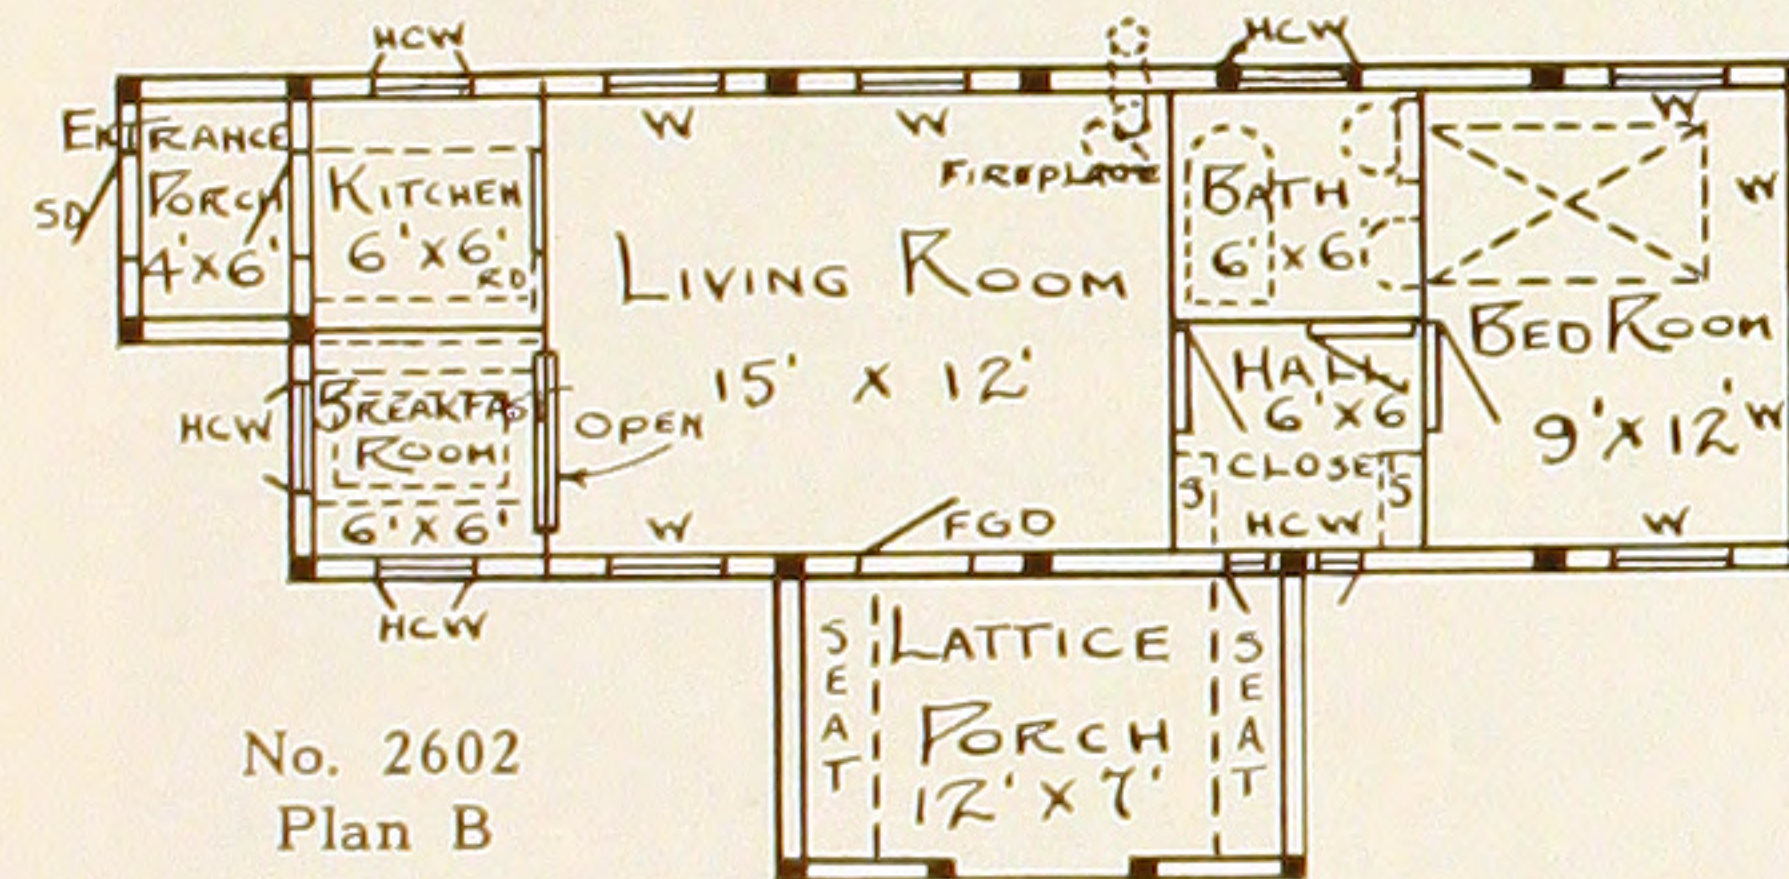 HCW
HCW
ENTRANCE
PORCH
4'X6'
SD
KITCHEN
6'X6'
RD
W
W
FIREPLACE
LIVING ROOM
15' X 12'
BATH
6'X6'
W
W
BED ROOM
9'X12'
W
W
HALL
6'X6
CLOSET
S
S
HCW
HCW
BREAKFAS
ROOM
6'X6'
OPEN
W
FGD
HCW
SEAT
LATTICE
PORCH
12'X7'
SEAT
No. 2602
Plan B